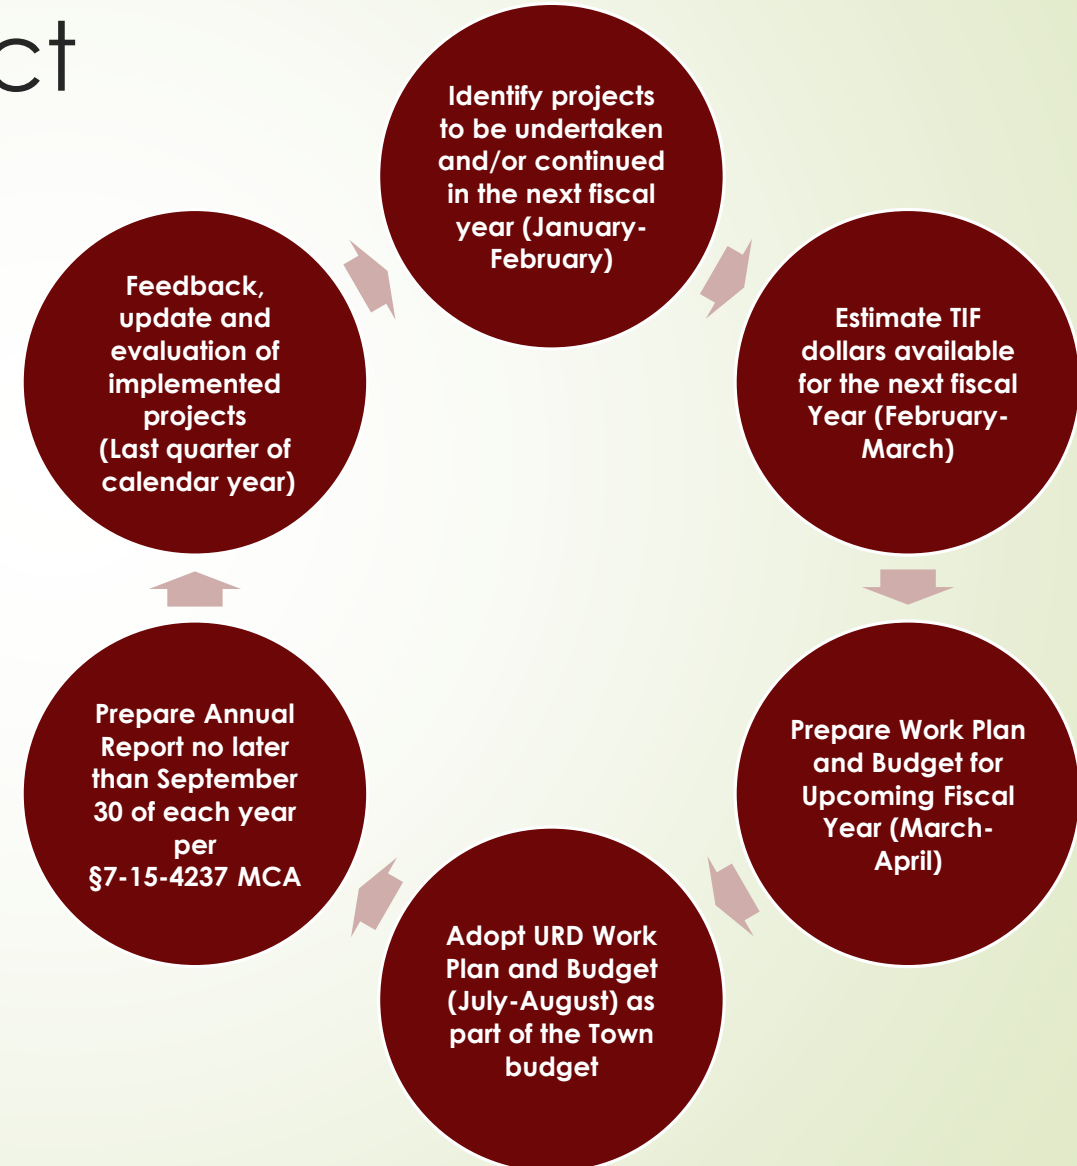 ct
Identify projects
to be undertaken
and/or continued
in the next fiscal
year (January-
February)
Estimate TIF
dollars available
for the next fiscal
Year (February-
March)
Prepare Work Plan
and Budget for
Upcoming Fiscal
Year (March-
April)
Adopt URD Work
Plan and Budget
(July-August) as
part of the Town
budget
Prepare Annual
Report no later
than September
30 of each year
per
§7-15-4237 MCA
Feedback,
update and
evaluation of
implemented
projects
(Last quarter of
calendar year)